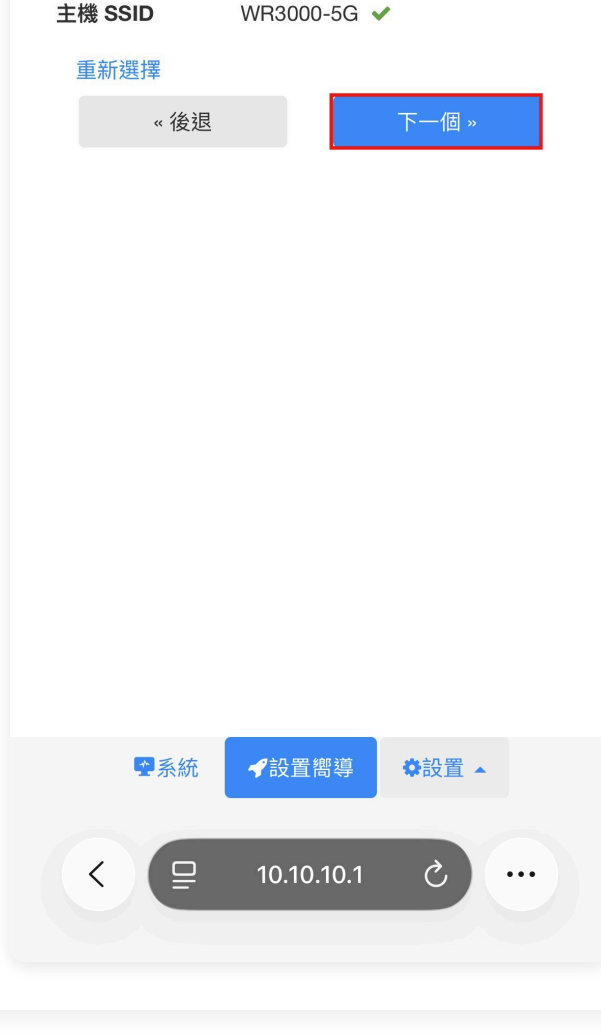 主機 SSID WR3000-5G
重新選擇
« 後退 下一個 »
系統 設置嚮導 設置
10.10.10.1